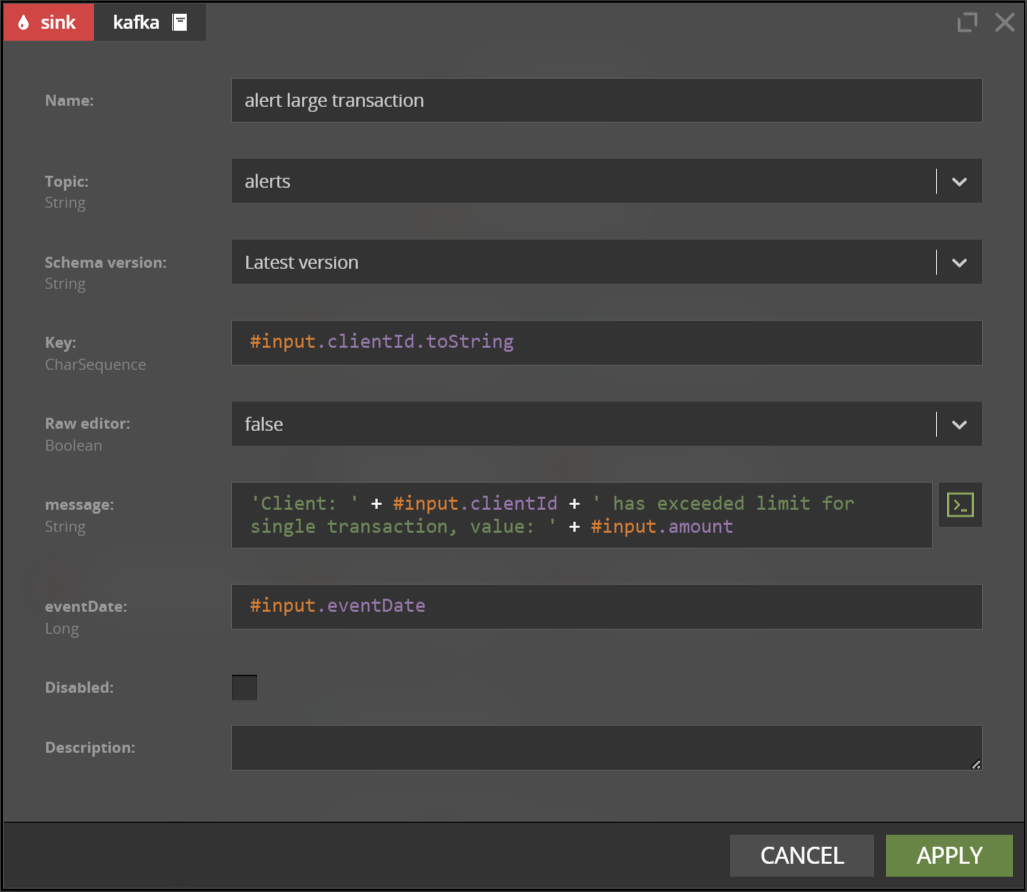 sink kafka
Name: alert large transaction
Topic: alerts
String
Schema version: Latest version
String
Key: #input.clientId.toString
CharSequence
Raw editor: false
Boolean
message: 'Client: ' + #input.clientId + ' has exceeded limit for
String single transaction, value: ' + #input.amount
eventDate: #input.eventDate
Long
Disabled:
Description:
CANCEL APPLY